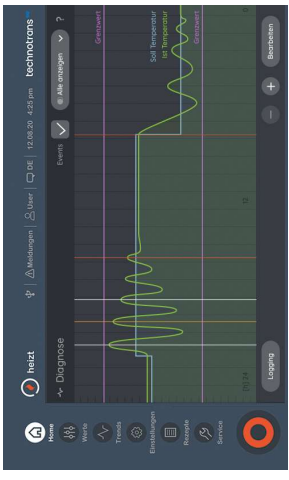 heizt
Meldungen
User
DE
12.08.20
4:25 pm
technotrans
Home
Werte
Trends
Einstellungen
Rezepte
Service
Diagnose
Events
Alle anzeigen
?
Grenzwert
Soll Temperatur
Ist Temperatur
Grenzwert
Logging
Bearbeiten